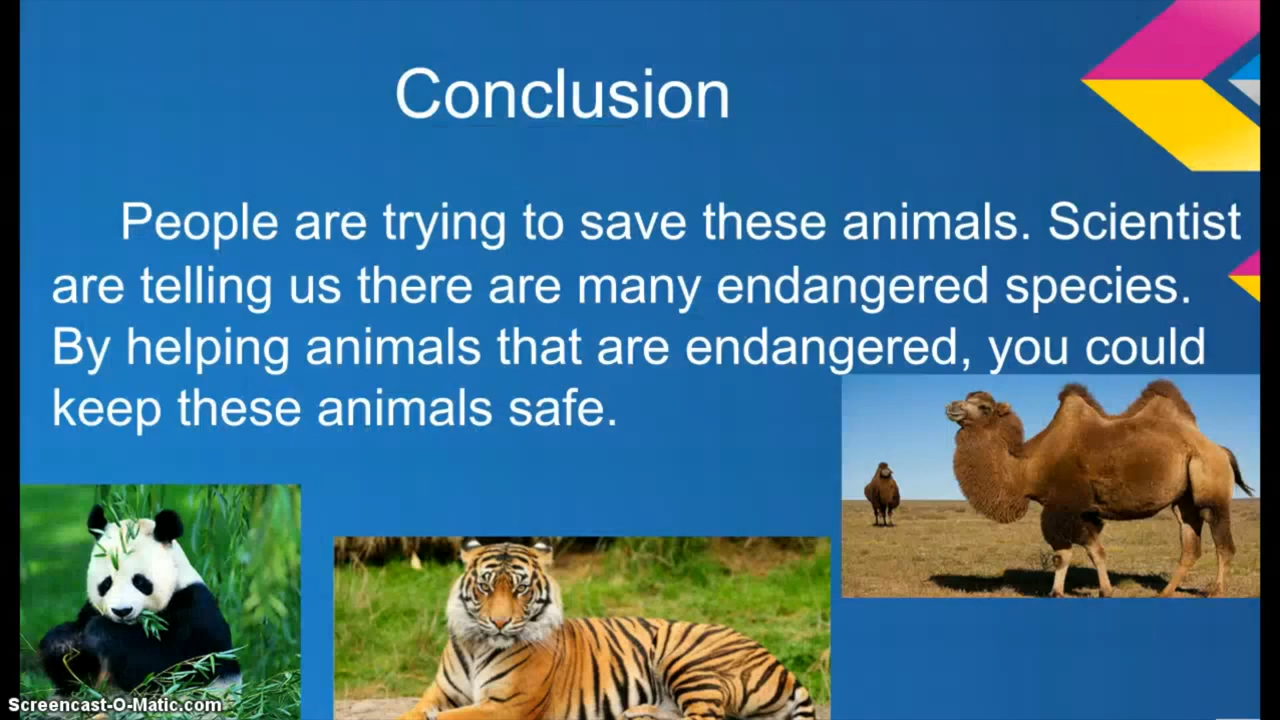 Conclusion
People are trying to save these animals. Scientist
are telling us there are many endangered species.
By helping animals that are endangered, you could
keep these animals safe.
Screencast-O-Matic.com